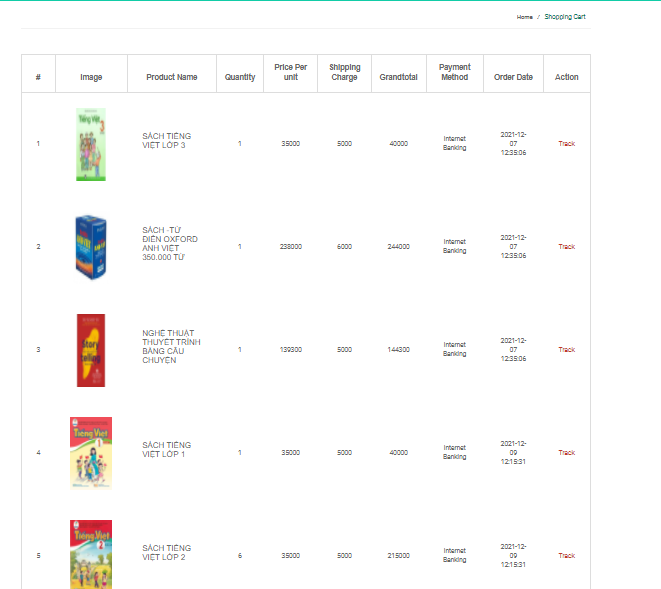 Home / Shopping Cart
# Image Product Name Quantity Price Per unit Shipping Charge Grandtotal Payment Method Order Date Action
1 Tiếng Việt 3 SÁCH TIẾNG VIỆT LỚP 3 1 35000 5000 40000 Internet Banking 2021-12-07 12:35:06 Track
2 SÁCH -TỪ ĐIỂN OXFORD ANH VIỆT 350.000 TỪ 1 238000 6000 244000 Internet Banking 2021-12-07 12:35:06 Track
3 Story selling NGHỆ THUẬT THUYẾT TRÌNH BẰNG CÂU CHUYỆN 1 139300 5000 144300 Internet Banking 2021-12-07 12:35:06 Track
4 Tiếng Việt 1 SÁCH TIẾNG VIỆT LỚP 1 1 35000 5000 40000 Internet Banking 2021-12-09 12:15:31 Track
5 Tiếng Việt 2 SÁCH TIẾNG VIỆT LỚP 2 6 35000 5000 215000 Internet Banking 2021-12-09 12:15:31 Track